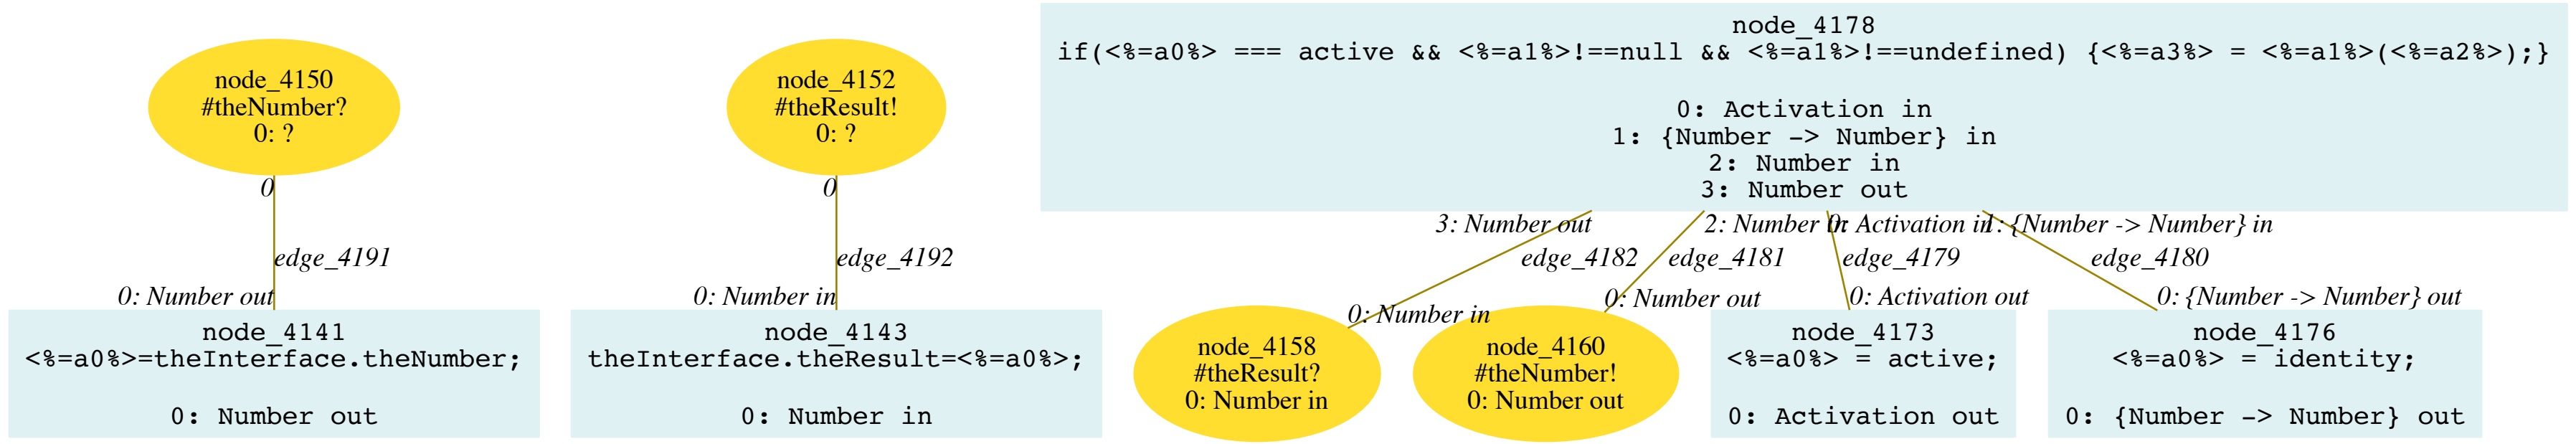 node_4150
#theNumber?
0: ?
0
edge_4191
0: Number out
node_4141
<%=a0%>=theInterface.theNumber;
0: Number out
node_4152
#theResult!
0: ?
0
edge_4192
0: Number in
node_4143
theInterface.theResult=<%=a0%>;
0: Number in
node_4178
if(<%=a0%> === active && <%=a1%>!==null && <%=a1%>!==undefined) {<%=a3%> = <%=a1%>(<%=a2%>);}
0: Activation in
1: {Number -> Number} in
2: Number in
3: Number out
3: Number out
2: Number in
0: Activation in
1: {Number -> Number} in
edge_4182
edge_4181
edge_4179
edge_4180
0: Number in
0: Number out
0: Activation out
0: {Number -> Number} out
node_4158
#theResult?
0: Number in
node_4160
#theNumber!
0: Number out
node_4173
<%=a0%> = active;
0: Activation out
node_4176
<%=a0%> = identity;
0: {Number -> Number} out